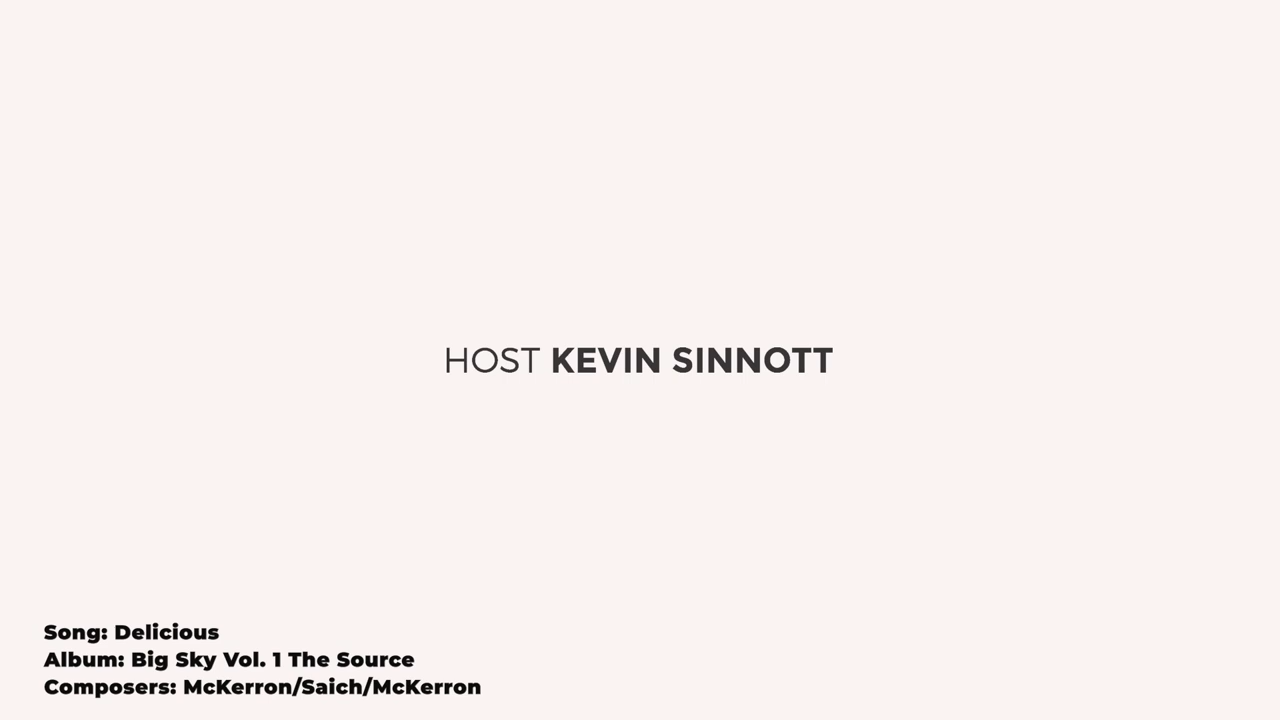 HOST KEVIN SINNOTT
Song: Delicious
Album: Big Sky Vol. 1 The Source
Composers: McKerron/Saich/McKerron